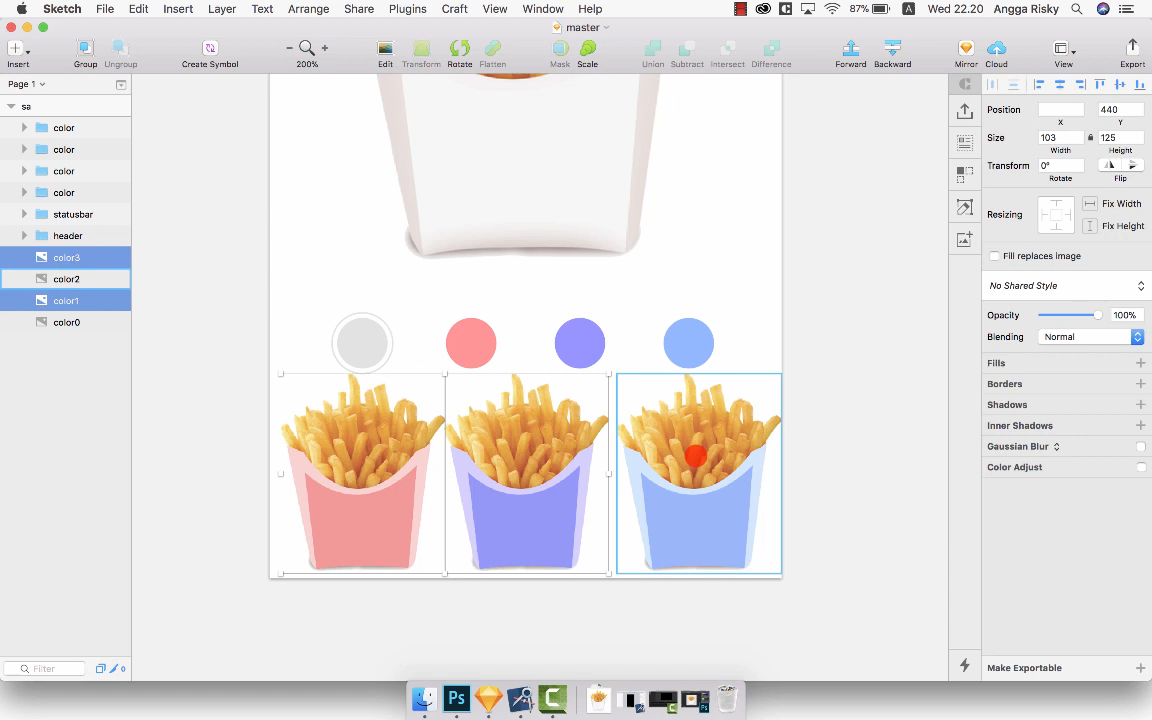 Sketch File Edit Insert Layer Text Arrange Share Plugins Craft View Window Help 87% A Wed 22.20 Angga Risky
master
Insert Group Ungroup Create Symbol 200% Edit Transform Rotate Flatten Mask Scale Union Subtract Intersect Difference Forward Backward Mirror Cloud View Export
Page 1
sa
color
color
color
color
statusbar
header
color3
color2
color1
color0
Filter 0
Position 440
X Y
Size 103 125
Width Height
Transform 0°
Rotate Flip
Resizing Fix Width
Fix Height
Fill replaces image
No Shared Style
Opacity 100%
Blending Normal
Fills
Borders
Shadows
Inner Shadows
Gaussian Blur
Color Adjust
Make Exportable
Ps C